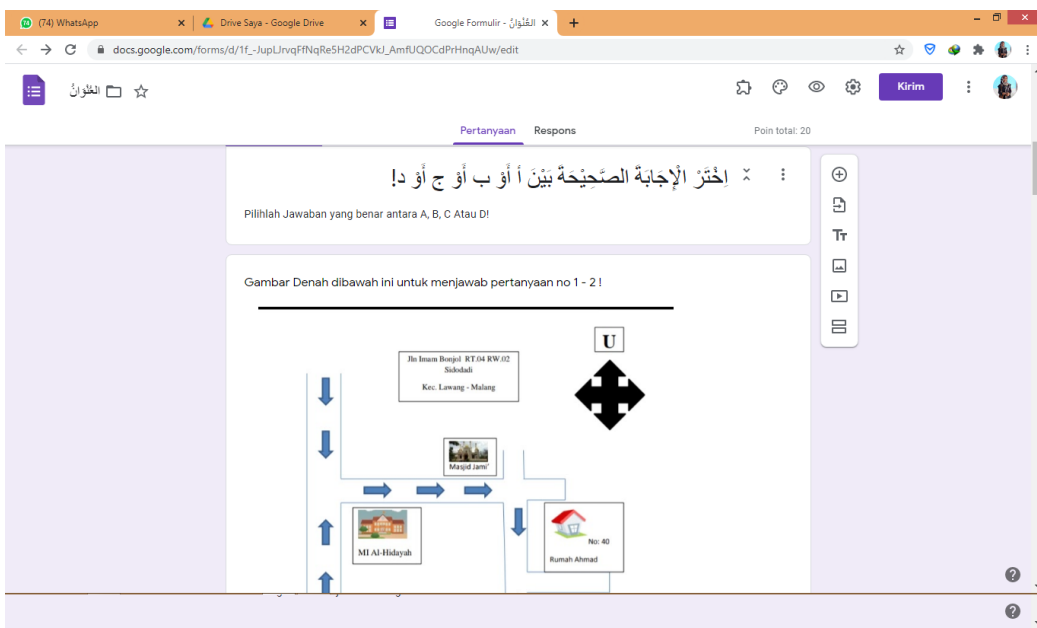 (74) WhatsApp
Drive Saya - Google Drive
العُنْوَانُ - Google Formulir
docs.google.com/forms/d/1f_-JupLJrvqFfNqRe5H2dPCVkJ_AmfUQOCdPrHnqAUw/edit
العُنْوَانُ
Kirim
Pertanyaan Respons Poin total: 20
اِخْتَرْ الْإِجَابَةَ الصَّحِيْحَةَ بَيْنَ أ أَوْ ب أَوْ ج أَوْ د!
Pilihlah Jawaban yang benar antara A, B, C Atau D!
Gambar Denah dibawah ini untuk menjawab pertanyaan no 1 - 2 !
U
Jln Imam Bonjol RT.04 RW.02
Sidodadi
Kec. Lawang - Malang
Masjid Jami'
MI Al-Hidayah
No: 40
Rumah Ahmad